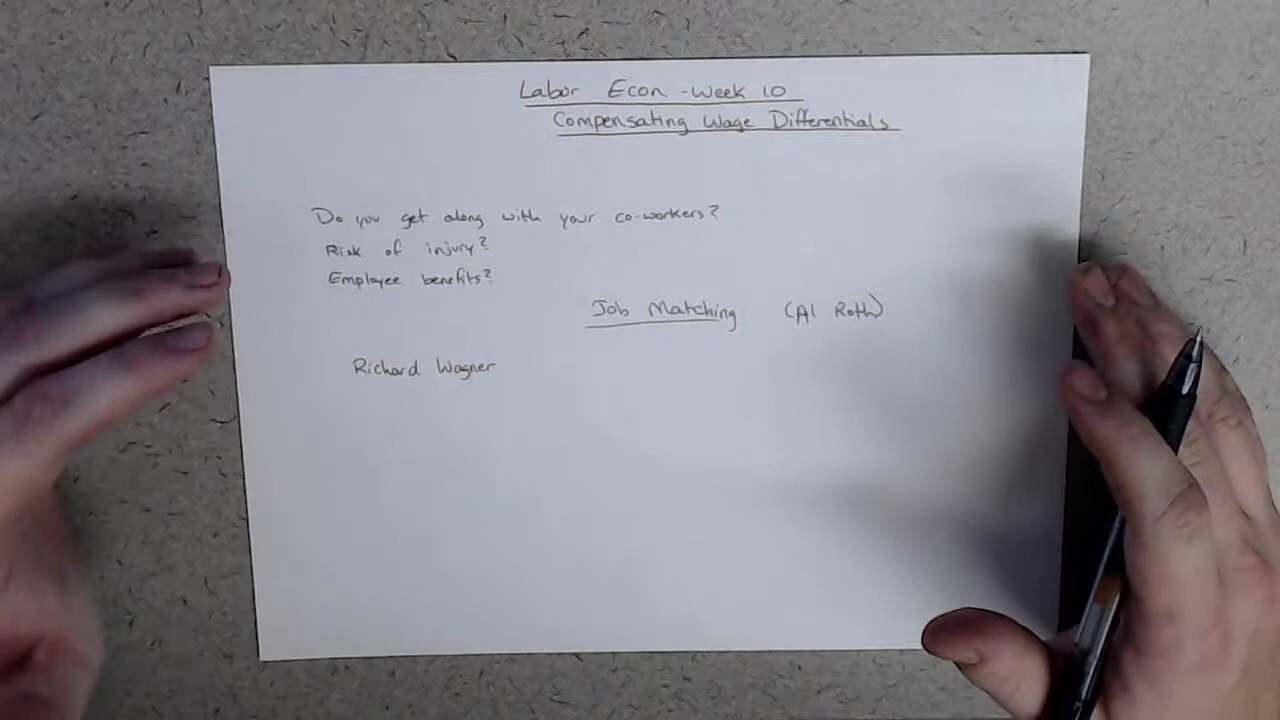 Labor Econ - Week 10
Compensating Wage Differentials
Do you get along with your co-workers?
Risk of injury?
Employee benefits?
Job Matching (Al Roth)
Richard Wagner